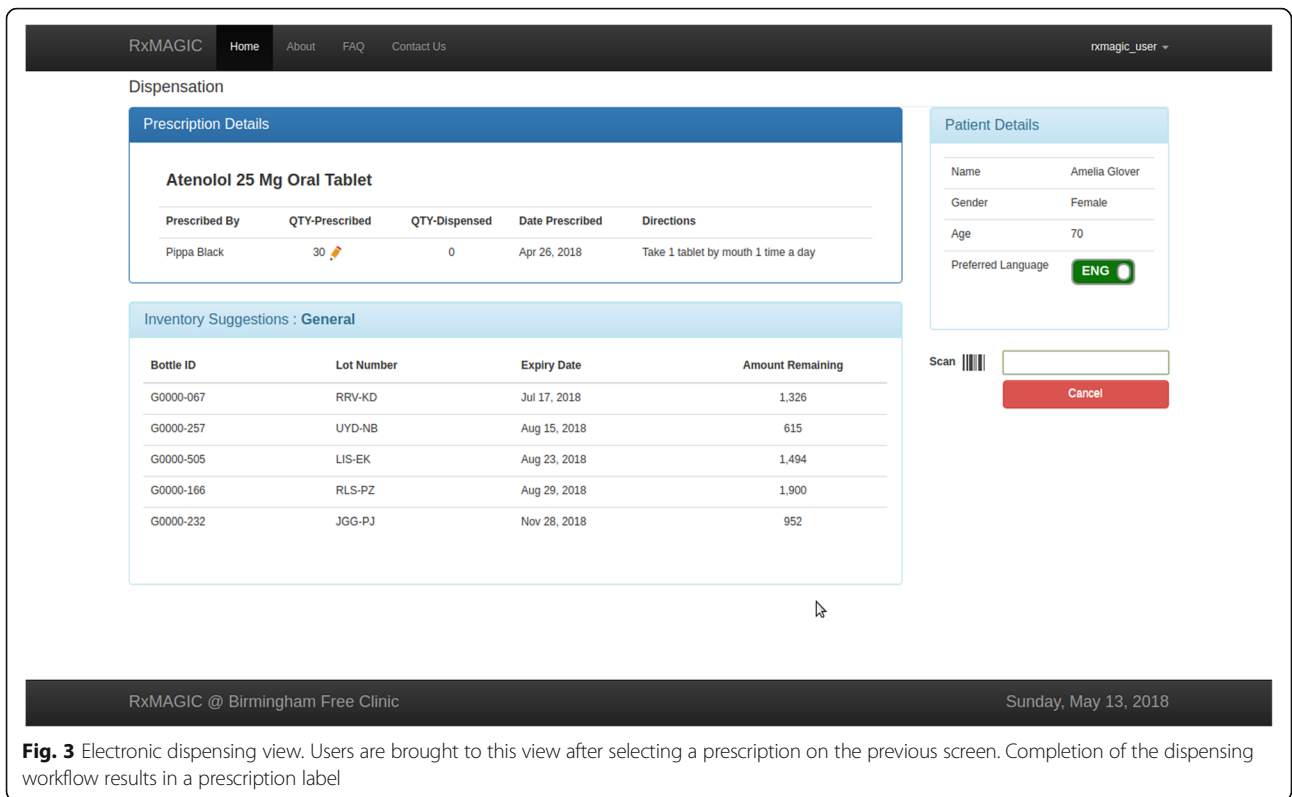 RxMAGIC Home About FAQ Contact Us rxmagic_user
Dispensation
Prescription Details
Atenolol 25 Mg Oral Tablet
Prescribed By QTY-Prescribed QTY-Dispensed Date Prescribed Directions
Pippa Black 30 0 Apr 26, 2018 Take 1 tablet by mouth 1 time a day
Patient Details
Name Amelia Glover
Gender Female
Age 70
Preferred Language ENG
Inventory Suggestions : General
Bottle ID Lot Number Expiry Date Amount Remaining
G0000-067 RRV-KD Jul 17, 2018 1,326
G0000-257 UYD-NB Aug 15, 2018 615
G0000-505 LIS-EK Aug 23, 2018 1,494
G0000-166 RLS-PZ Aug 29, 2018 1,900
G0000-232 JGG-PJ Nov 28, 2018 952
Scan
Cancel
RxMAGIC @ Birmingham Free Clinic Sunday, May 13, 2018
Fig. 3 Electronic dispensing view. Users are brought to this view after selecting a prescription on the previous screen. Completion of the dispensing
workflow results in a prescription label